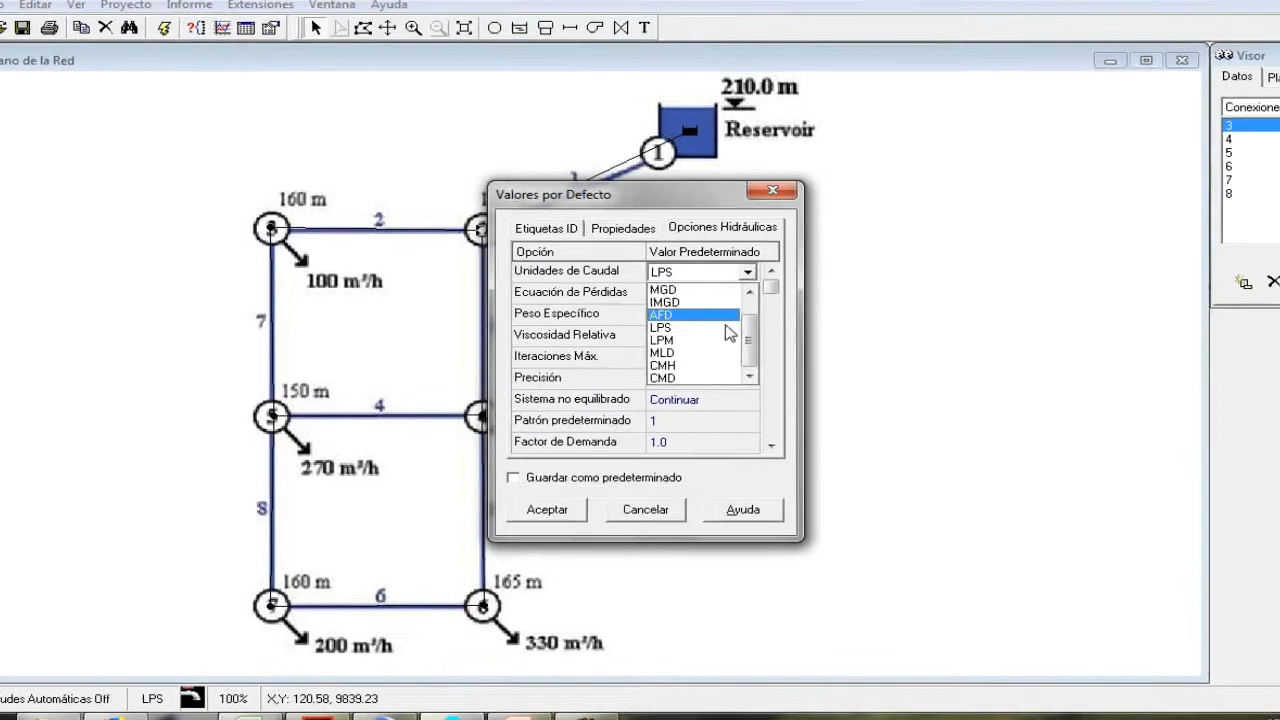 Editar Ver Proyecto Informe Extensiones Ventana Ayuda
T
ano de la Red
Visor
Datos
Conexione
3
4
5
6
7
8
210.0 m
Reservoir
1
1
160 m
2
3
100 m³/h
7
150 m
4
5
270 m³/h
8
160 m
165 m
6
7
6
200 m³/h
330 m³/h
Valores por Defecto
Etiquetas ID Propiedades Opciones Hidráulicas
Opción Valor Predeterminado
Unidades de Caudal LPS
Ecuación de Pérdidas
Peso Específico
Viscosidad Relativa
Iteraciones Máx.
Precisión
MGD
IMGD
AFD
LPS
LPM
MLD
CMH
CMD
Sistema no equilibrado Continuar
Patrón predeterminado 1
Factor de Demanda 1.0
Guardar como predeterminado
Aceptar Cancelar Ayuda
udes Automáticas Off LPS 100% X,Y: 120.58, 9839.23